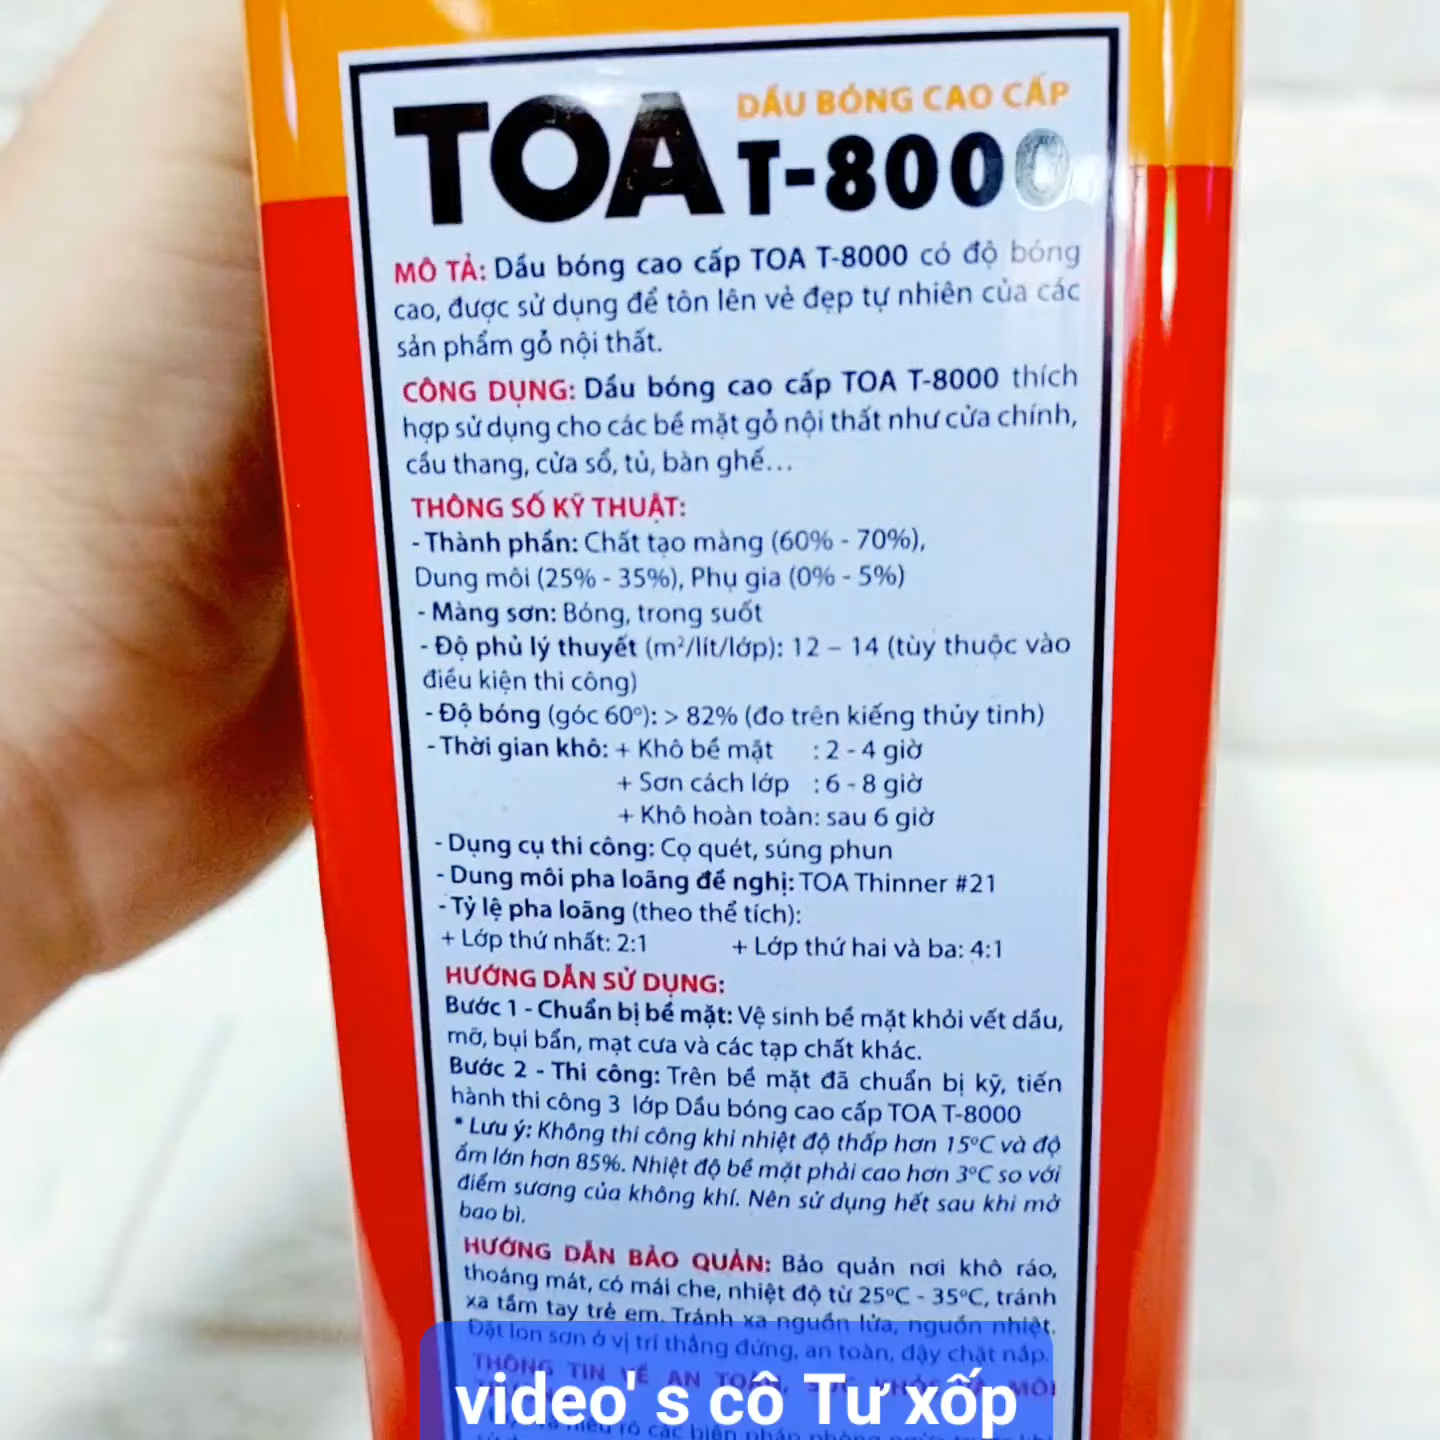 DẦU BÓNG CAO CẤP
TOA T-8000
MÔ TẢ: Dầu bóng cao cấp TOA T-8000 có độ bóng
cao, được sử dụng để tôn lên vẻ đẹp tự nhiên của các
sản phẩm gỗ nội thất.
CÔNG DỤNG: Dầu bóng cao cấp TOA T-8000 thích
hợp sử dụng cho các bề mặt gỗ nội thất như cửa chính,
cầu thang, cửa sổ, tủ, bàn ghế...
THÔNG SỐ KỸ THUẬT:
- Thành phần: Chất tạo màng (60% - 70%),
Dung môi (25% - 35%), Phụ gia (0% - 5%)
- Màng sơn: Bóng, trong suốt
- Độ phủ lý thuyết (m²/lít/lớp): 12 – 14 (tùy thuộc vào
điều kiện thi công)
- Độ bóng (góc 60º): > 82% (đo trên kiếng thủy tinh)
- Thời gian khô: + Khô bề mặt : 2 - 4 giờ
+ Sơn cách lớp : 6 - 8 giờ
+ Khô hoàn toàn: sau 6 giờ
- Dụng cụ thi công: Cọ quét, súng phun
- Dung môi pha loãng đề nghị: TOA Thinner #21
- Tỷ lệ pha loãng (theo thể tích):
+ Lớp thứ nhất: 2:1 + Lớp thứ hai và ba: 4:1
HƯỚNG DẪN SỬ DỤNG:
Bước 1 - Chuẩn bị bề mặt: Vệ sinh bề mặt khỏi vết dầu,
mỡ, bụi bẩn, mạt cưa và các tạp chất khác.
Bước 2 - Thi công: Trên bề mặt đã chuẩn bị kỹ, tiến
hành thi công 3 lớp Dầu bóng cao cấp TOA T-8000
* Lưu ý: Không thi công khi nhiệt độ thấp hơn 15ºC và độ
ẩm lớn hơn 85%. Nhiệt độ bề mặt phải cao hơn 3ºC so với
điểm sương của không khí. Nên sử dụng hết sau khi mở
bao bì.
HƯỚNG DẪN BẢO QUẢN: Bảo quản nơi khô ráo,
thoáng mát, có mái che, nhiệt độ từ 25ºC - 35ºC, tránh
xa tầm tay trẻ em. Tránh xa nguồn lửa, nguồn nhiệt.
Đặt lon sơn ở vị trí thẳng đứng, an toàn, đậy chặt nắp.
THÔNG TIN VỀ AN TOÀN, MÔI
video' s cô Tư xốp